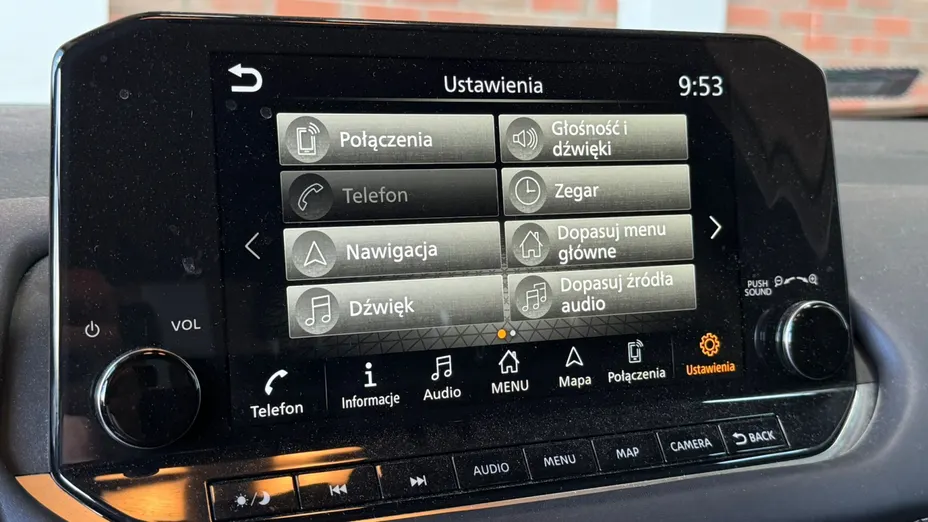 Ustawienia
9:53
Połączenia
Głośność i
dźwięki
Telefon
Zegar
Nawigacja
Dopasuj menu
główne
Dźwięk
Dopasuj źródła
audio
PUSH
SOUND
VOL
Telefon
Informacje
Audio
MENU
Mapa
Połączenia
Ustawienia
AUDIO
MENU
MAP
CAMERA
BACK